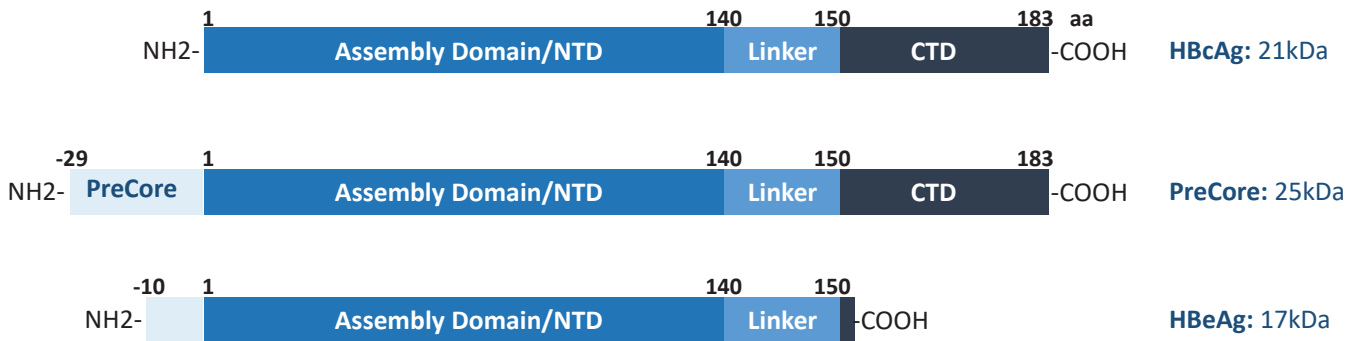 1 140 150 183 aa
NH2- Assembly Domain/NTD Linker CTD -COOH HBcAg: 21kDa
-29 1 140 150 183
NH2- PreCore Assembly Domain/NTD Linker CTD -COOH PreCore: 25kDa
-10 1 140 150
NH2- Assembly Domain/NTD Linker -COOH HBeAg: 17kDa